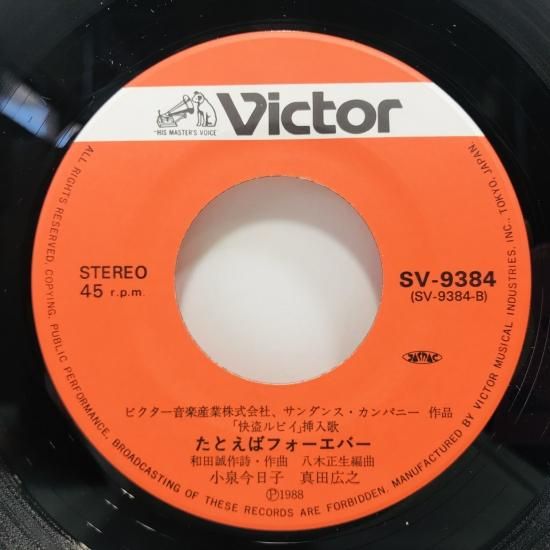 Victor
"HIS MASTER'S VOICE"
STEREO
45 r.p.m.
SV-9384
(SV-9384-B)
JASRAC
ビクター音楽産業株式会社、サンダンス・カンパニー 作品
「快盗ルビイ」挿入歌
たとえばフォーエバー
和田誠作詩・作曲 八木正生編曲
小泉今日子 真田広之
Ⓟ1988
ALL RIGHTS RESERVED, COPYING, PUBLIC PERFORMANCE, BROADCASTING OF THESE RECORDS ARE FORBIDDEN. MANUFACTURED BY VICTOR MUSICAL INDUSTRIES, INC., TOKYO, JAPAN.